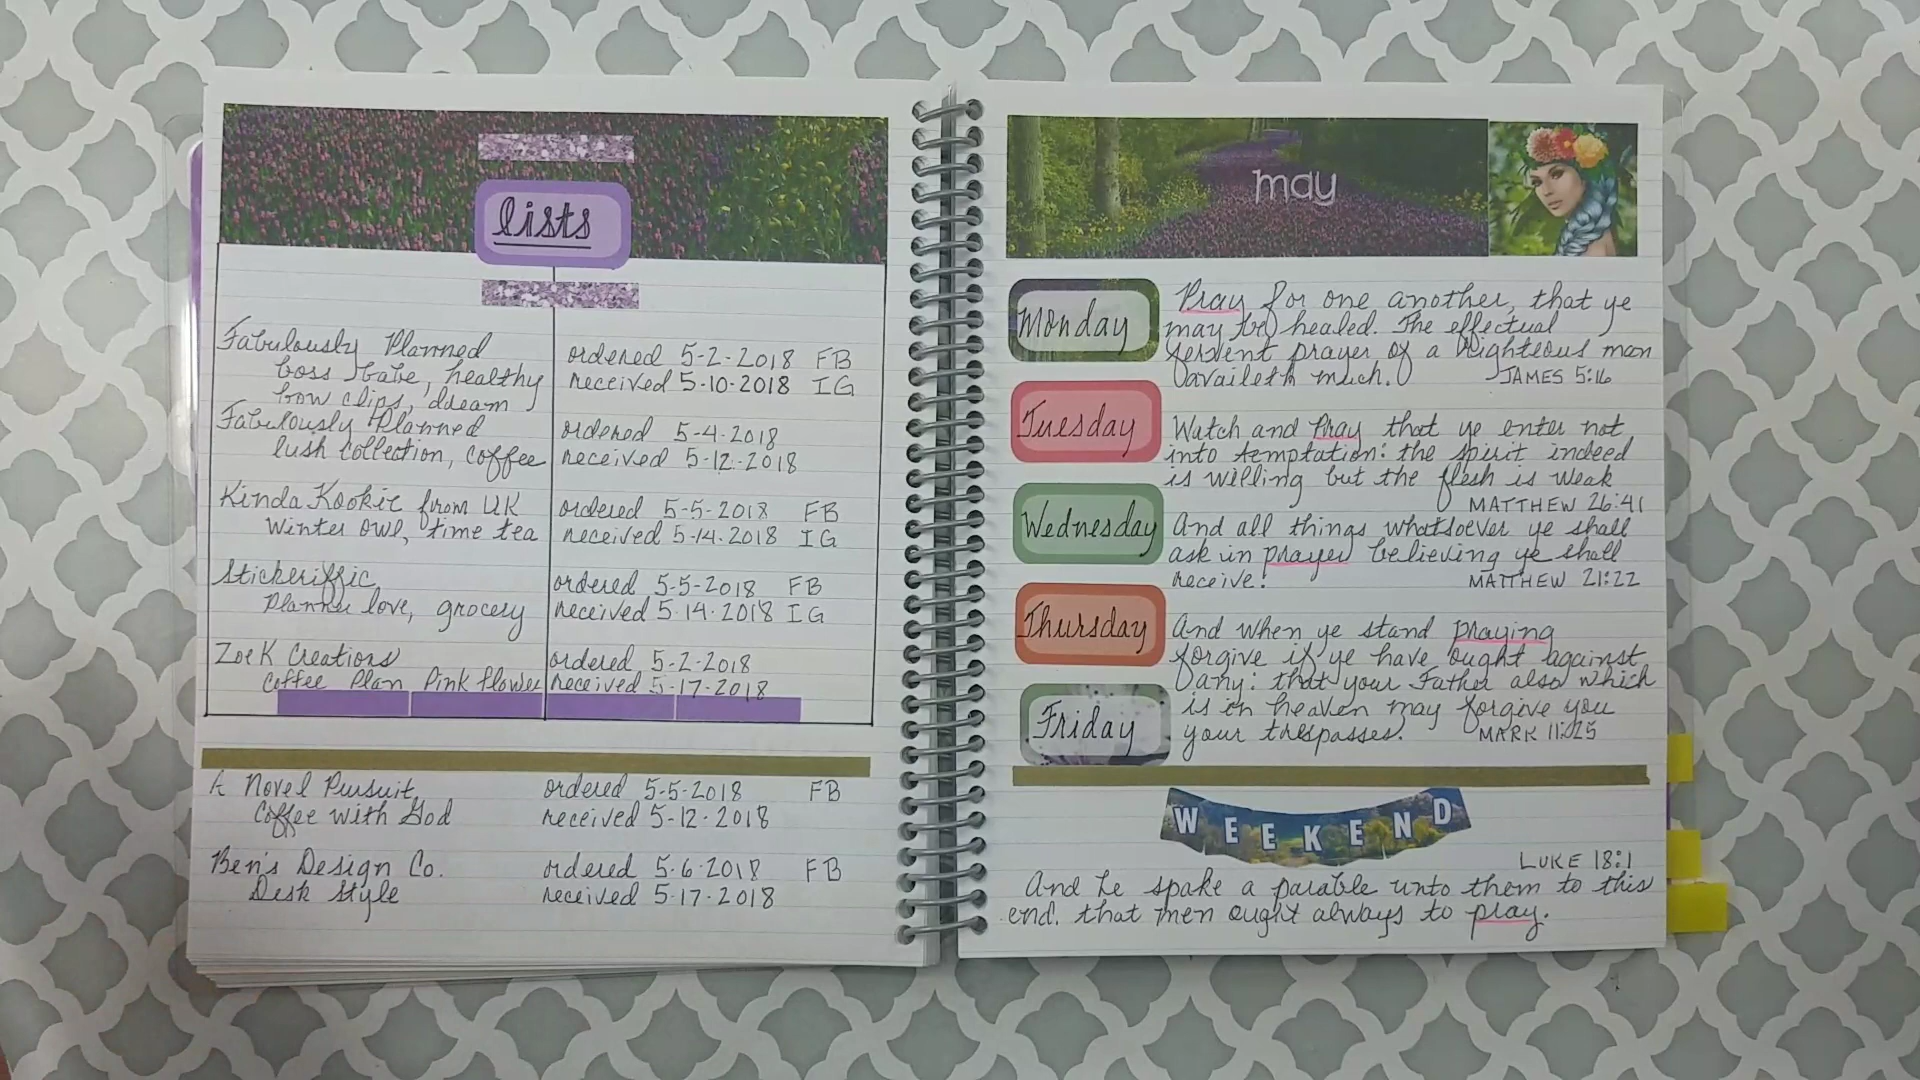 lists
Fabulously Planned
boss babe, healthy
bow clips, dream
ordered 5-2-2018 FB
received 5-10-2018 IG
Fabulously Planned
lush collection, coffee
ordered 5-4-2018
received 5-12-2018
Kinda Kookie from UK
Winter owl, time tea
ordered 5-5-2018 FB
received 5-14-2018 IG
Stickeriffic
Planner love, grocery
ordered 5-5-2018 FB
received 5-14-2018 IG
ZoeK Creations
Coffee Plan Pink flower
ordered 5-2-2018
received 5-17-2018
A Novel Pursuit
Coffee with God
ordered 5-5-2018 FB
received 5-12-2018
Ben's Design Co.
Desk Style
ordered 5-6-2018 FB
received 5-17-2018
may
Monday
Pray for one another, that ye
may be healed. The effectual
fervent prayer of a righteous man
availeth much. JAMES 5:16
Tuesday
Watch and Pray that ye enter not
into temptation: the spirit indeed
is willing but the flesh is weak
MATTHEW 26:41
Wednesday
And all things whatsoever ye shall
ask in prayer believing ye shall
receive. MATTHEW 21:22
Thursday
And when ye stand praying
forgive if ye have ought against
any: that your Father also which
is in heaven may forgive you
your trespasses. MARK 11:025
Friday
WEEKEND
LUKE 18:1
And he spake a parable unto them to this
end. that men ought always to pray.